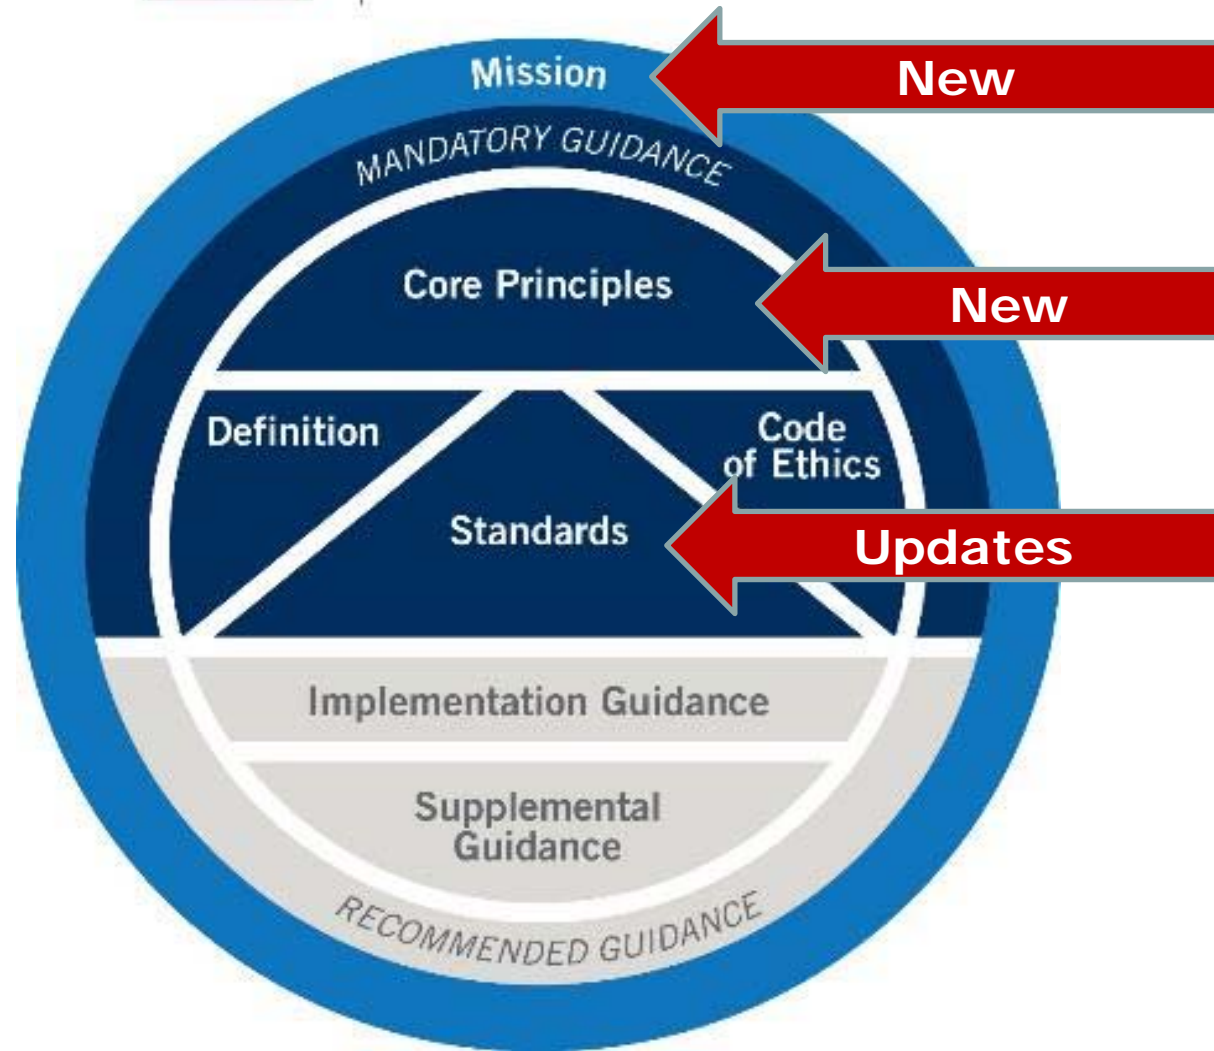 Mission
New
MANDATORY GUIDANCE
Core Principles
New
Definition
Code
of Ethics
Standards
Updates
Implementation Guidance
Supplemental
Guidance
RECOMMENDED GUIDANCE